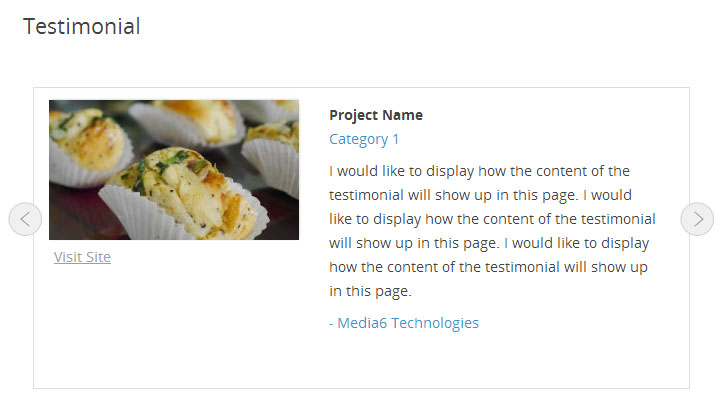 Testimonial
Visit Site
Project Name
Category 1
I would like to display how the content of the
testimonial will show up in this page. I would
like to display how the content of the testimonial
will show up in this page. I would like to display
how the content of the testimonial will show up
in this page.
- Media6 Technologies